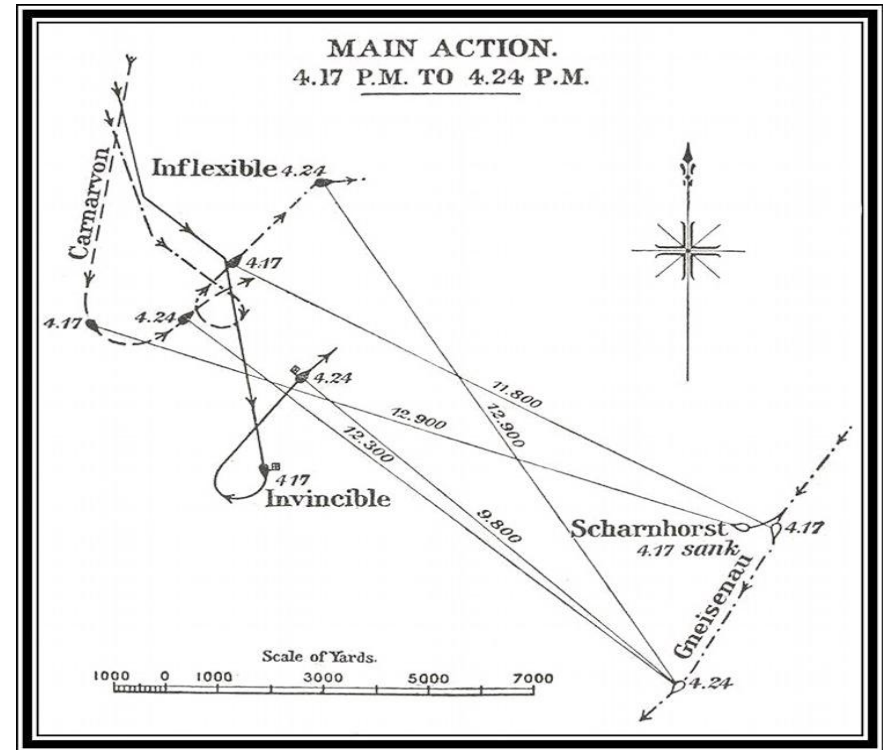 MAIN ACTION.
4.17 P.M. TO 4.24 P.M.
Inflexible 4.24
Carnarvon
4.17
4.17
4.24
4.24
11.800
12.900
12.900
12.300
4 17
Invincible
9.800
Scharnhorst
4.17
4.17 sank
Gneisenau
4.24
Scale of Yards.
1000 0 1000 3000 5000 7000